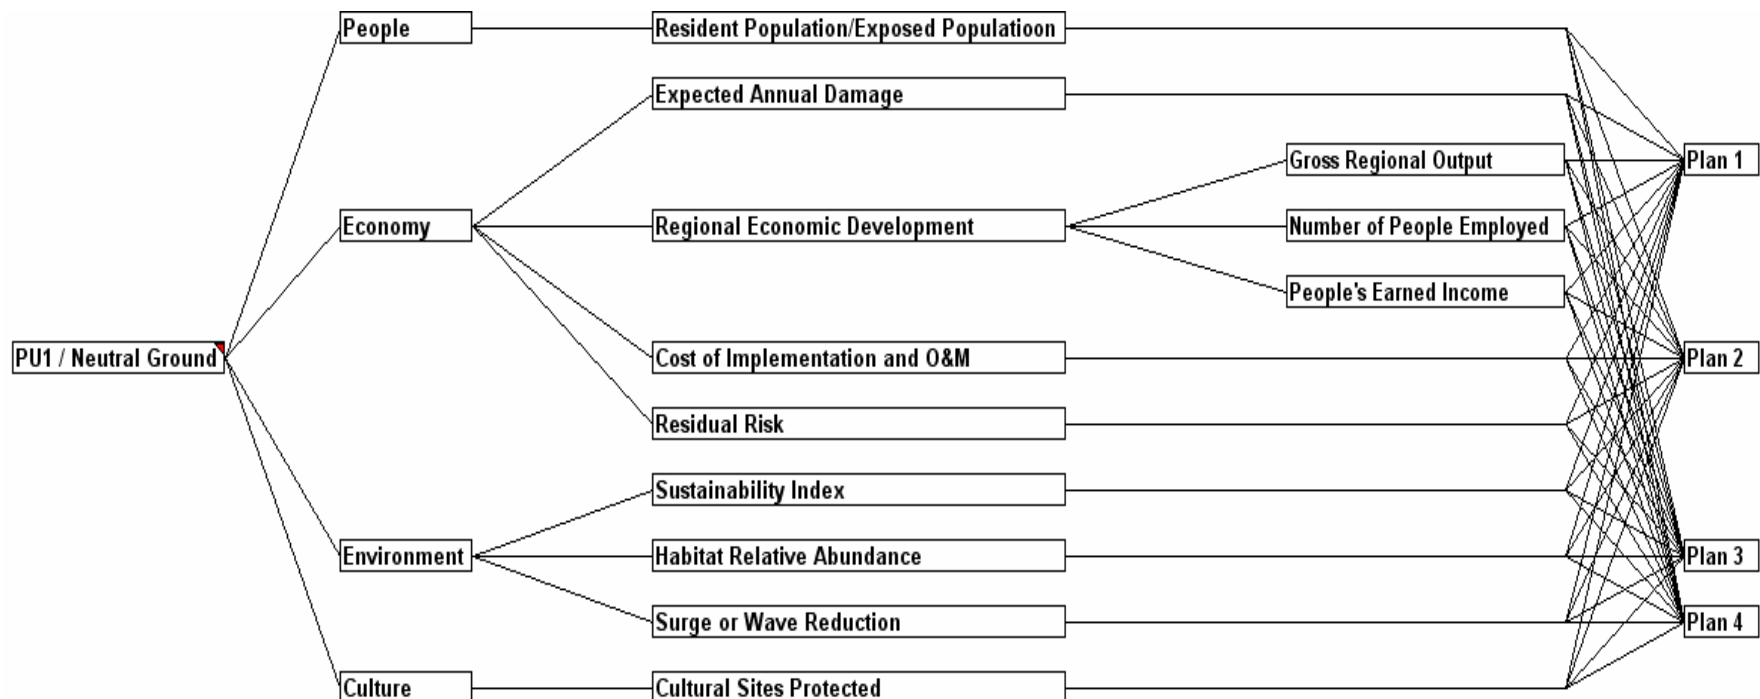 People
Resident Population/Exposed Populatioon
Expected Annual Damage
Gross Regional Output
Plan 1
Economy
Regional Economic Development
Number of People Employed
People's Earned Income
PU1 / Neutral Ground
Cost of Implementation and O&M
Plan 2
Residual Risk
Sustainability Index
Environment
Habitat Relative Abundance
Plan 3
Surge or Wave Reduction
Plan 4
Culture
Cultural Sites Protected